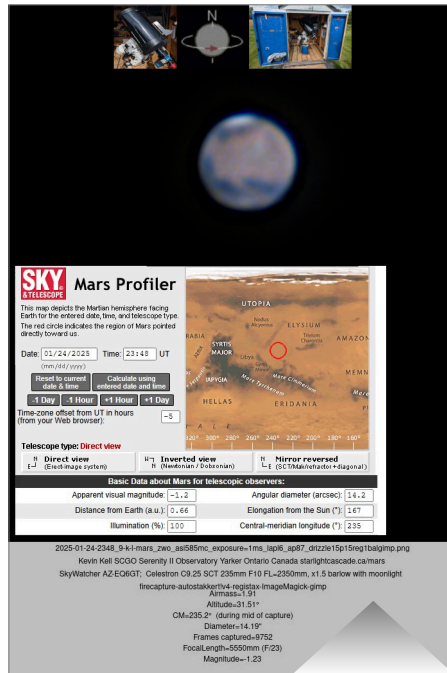 N
SKY
& TELESCOPE
Mars Profiler
This map depicts the Martian hemisphere facing
Earth for the entered date, time, and telescope type.
The red circle indicates the region of Mars pointed
directly toward us.
Date: 01/24/2025 Time: 23:48 UT
(mm/dd/yyyy)
Reset to current
date & time
Calculate using
entered date and time
-1 Day -1 Hour +1 Hour +1 Day
Time-zone offset from UT in hours
(from your Web browser): -5
Telescope type: Direct view
UTOPIA
ELYSIUM
AMAZON
ARABIA
SYRTIS
MAJOR
Libya
IAPYGIA
Mare Tyrrhenum
Mare Cimmerium
MEMN
Mare
HELLAS
ERIDANIA
300° 280° 260° 240° 220° 200° 180° 160°
N
E
Direct view
(Erect-image system)
W
N
Inverted view
(Newtonian / Dobsonian)
N
E
Mirror reversed
(SCT/Mak/refractor+diagonal)
Basic Data about Mars for telescopic observers:
Apparent visual magnitude: -1.2
Angular diameter (arcsec): 14.2
Distance from Earth (a.u.): 0.66
Elongation from the Sun (°): 167
Illumination (%): 100
Central-meridian longitude (°): 235
2025-01-24-2348_9-k-l-mars_zwo_asi585mc_exposure=1ms_lapl6_ap87_drizzle15p15reg1balgimp.png
Kevin Kell SCGO Serenity II Observatory Yarker Ontario Canada starlightcascade.ca/mars
SkyWatcher AZ-EQ6GT; Celestron C9.25 SCT 235mm F10 FL=2350mm, x1.5 barlow with moonlight
firecapture-autostakkert!v4-registax-ImageMagick-gimp
Airmass=1.91
Altitude=31.51°
CM=235.2° (during mid of capture)
Diameter=14.19"
Frames captured=9752
FocalLength=5550mm (F/23)
Magnitude=-1.23